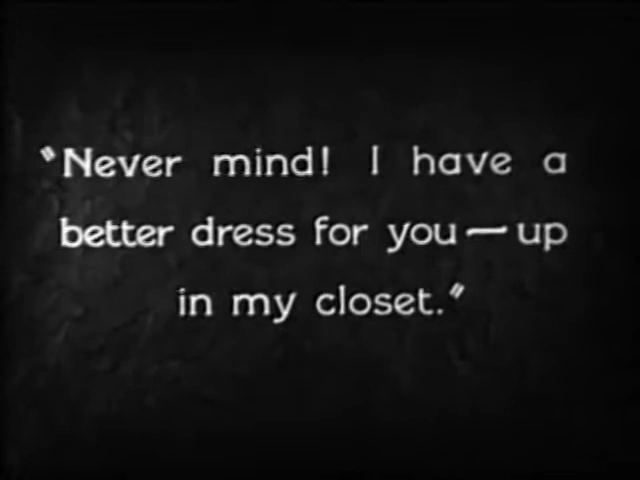 "Never mind! I have a
better dress for you — up
in my closet."